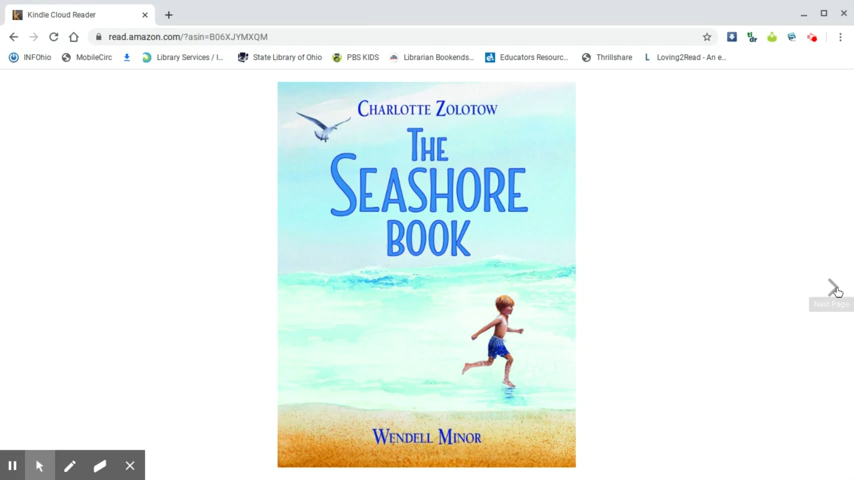 Kindle Cloud Reader
read.amazon.com/?asin=B06XJYMXQM
INFOhio
MobileCirc
Library Services / I...
State Library of Ohio
PBS KIDS
Librarian Bookends...
Educators Resourc...
Thrillshare
Loving2Read - An e...
CHARLOTTE ZOLOTOW
THE
SEASHORE
BOOK
WENDELL MINOR
Next Page